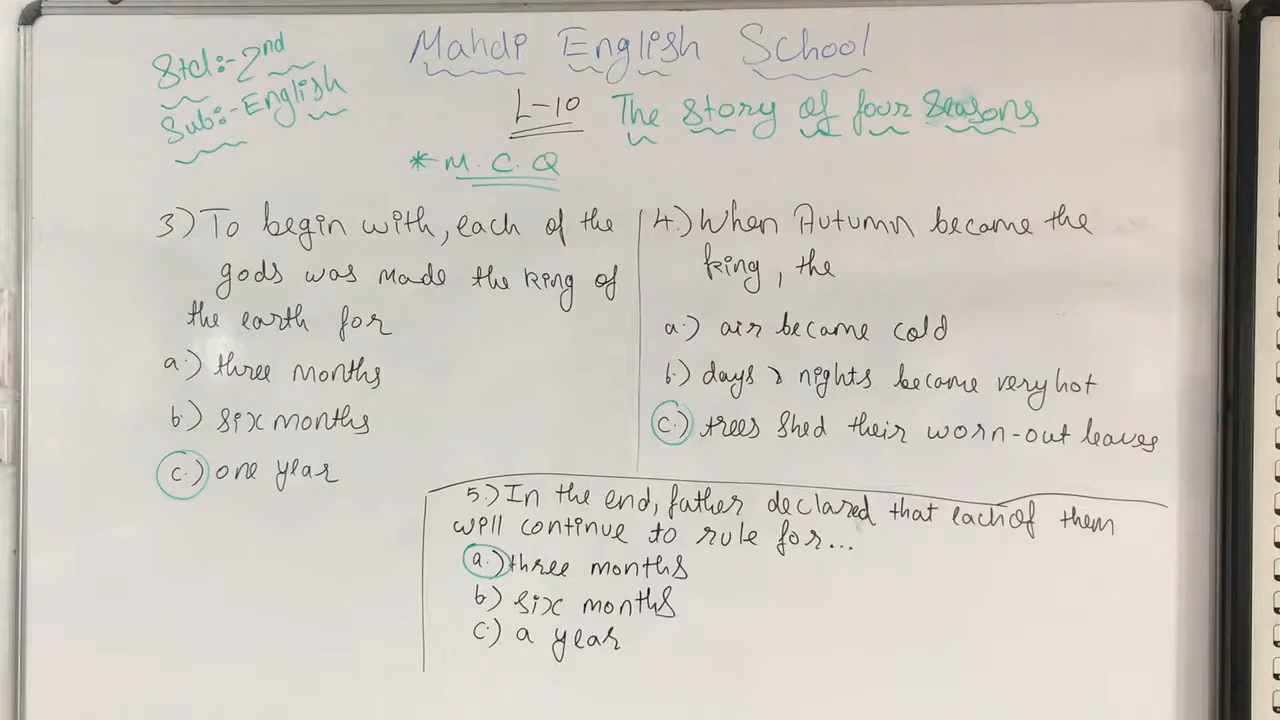 Mahdi English School
Std:- 2nd
Sub:- English
L-10 The story of four seasons
* M.C.Q
3) To begin with, each of the
gods was made the king of
the earth for
a.) three months
b) six months
c.) one year
4.) When Autumn became the
king, the
a.) air became cold
b.) days & nights became very hot
c.) trees shed their worn-out leaves
5.) In the end, father declared that each of them
will continue to rule for...
a.) three months
b) six months
c.) a year